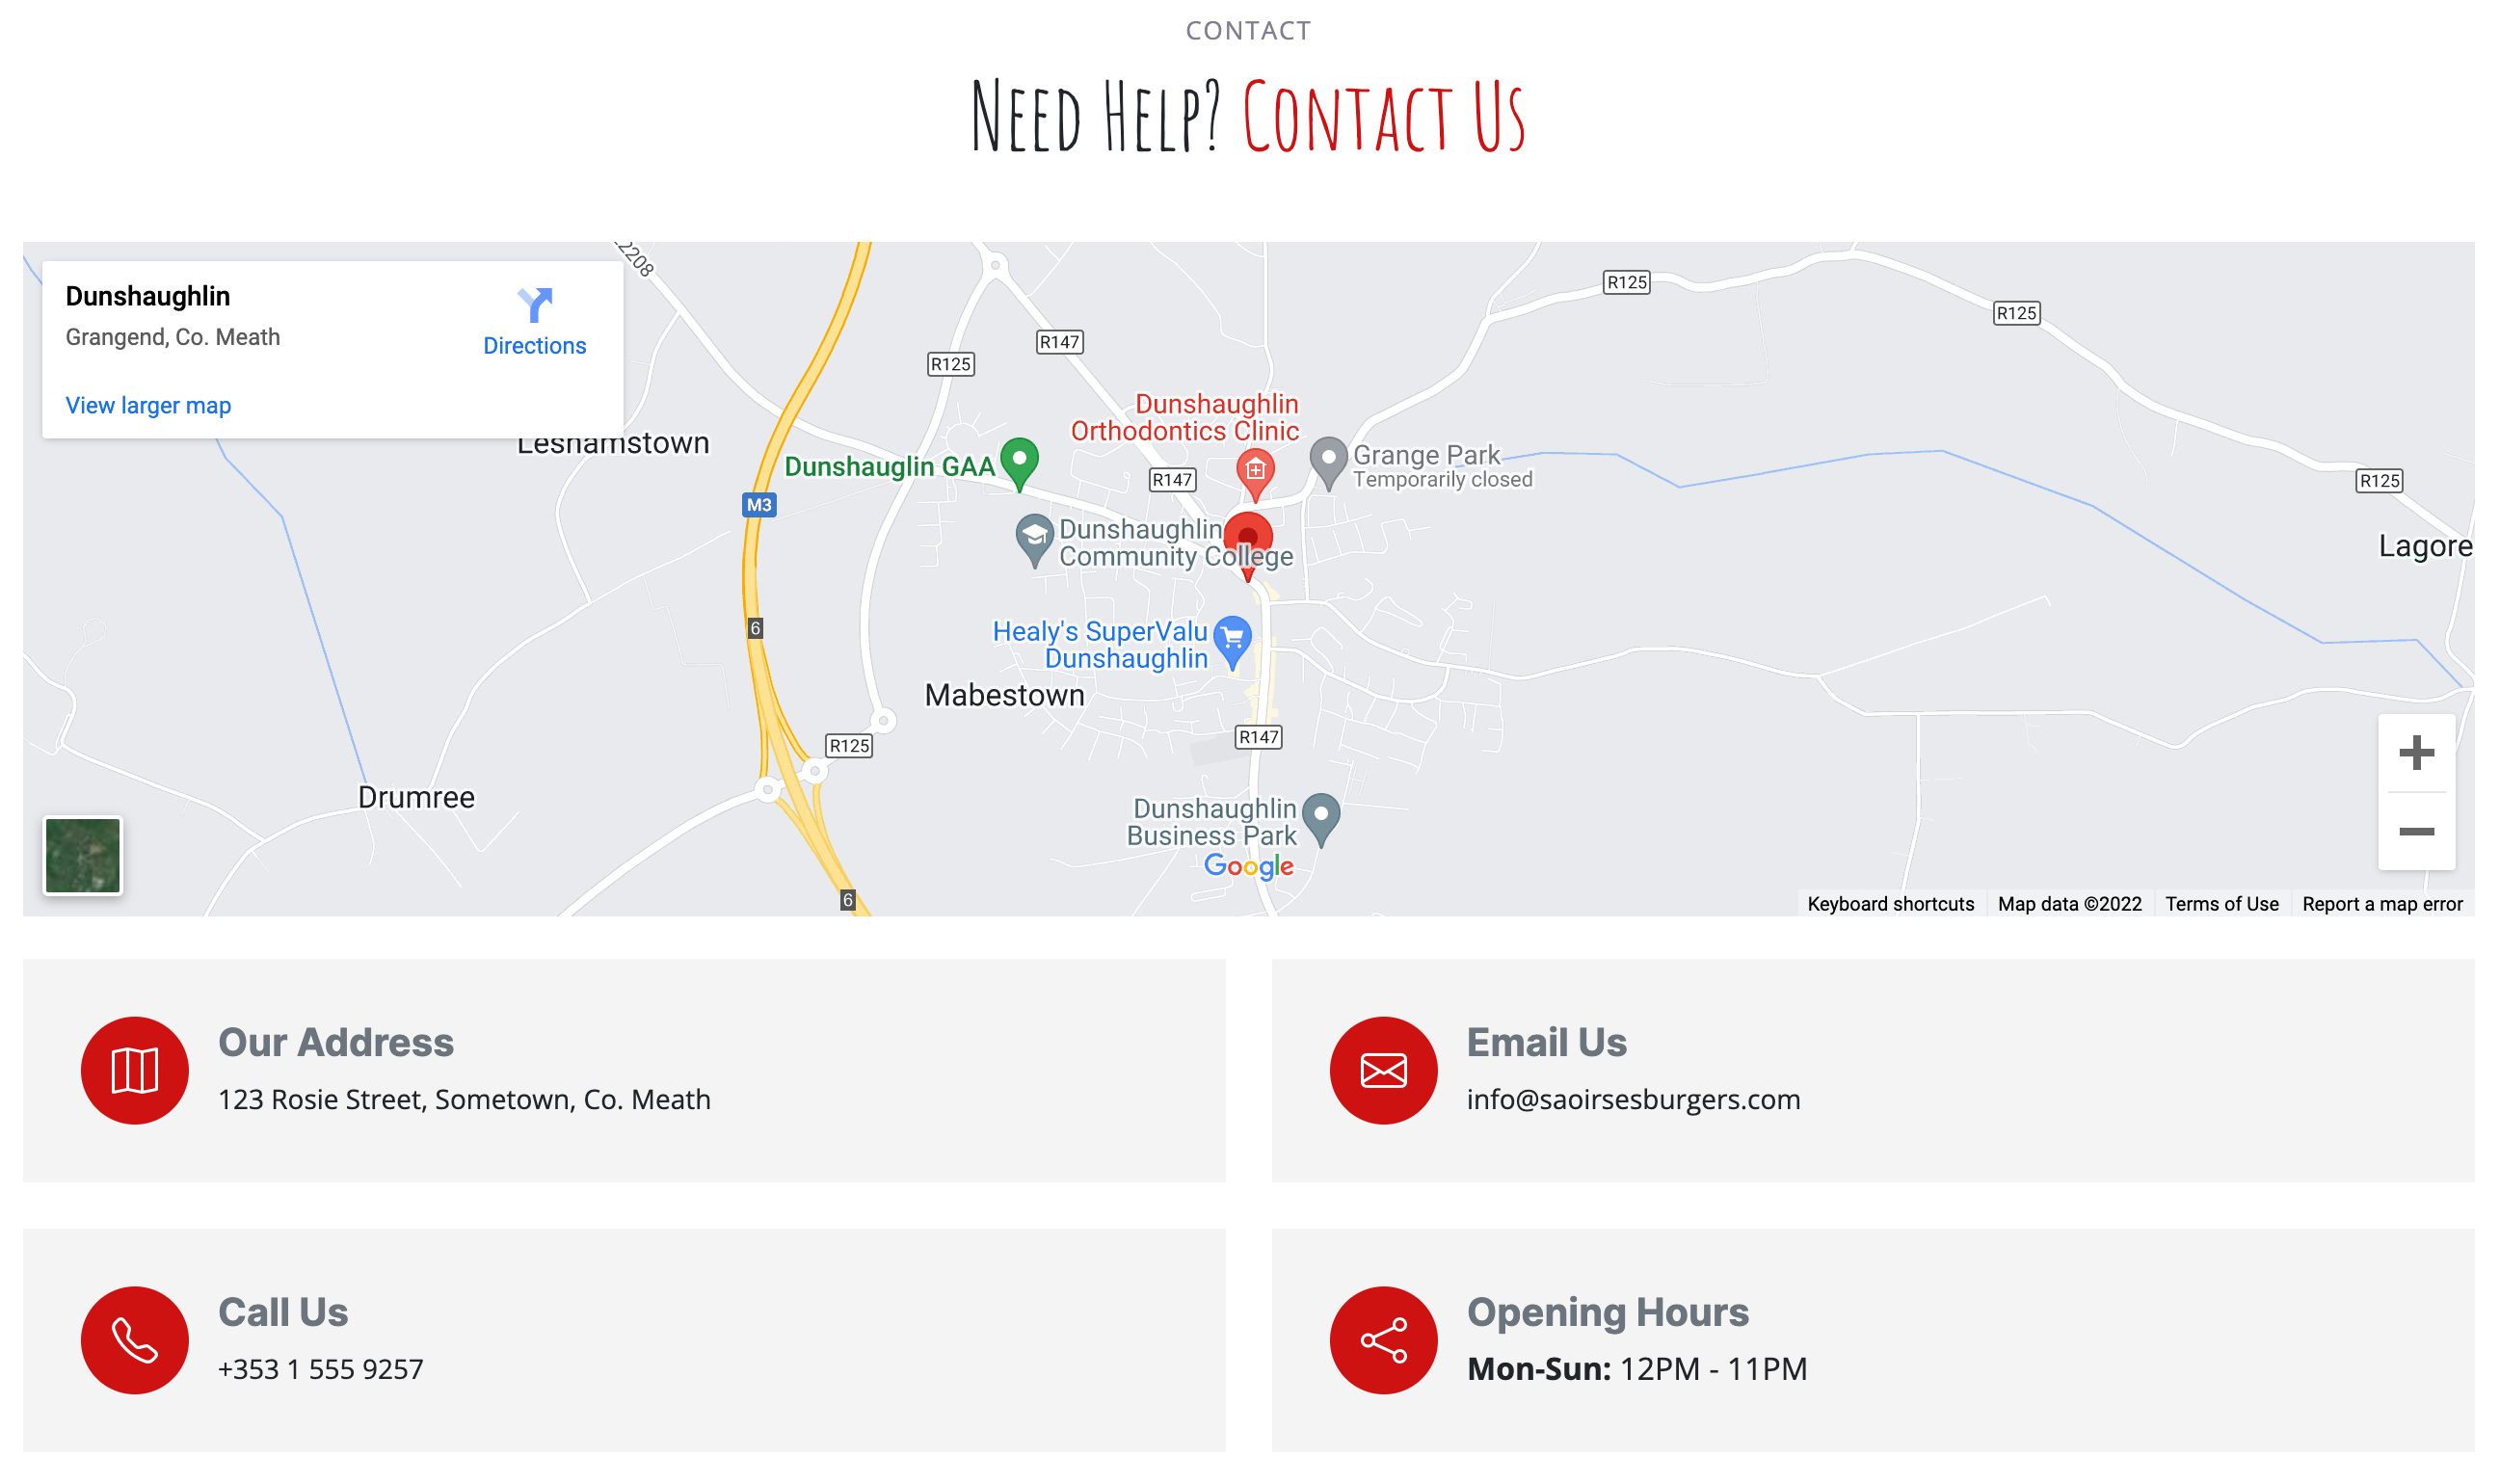 CONTACT
Need Help? Contact Us
Dunshaughlin
Grangend, Co. Meath
Directions
View larger map
2208
R125
R125
R147
R125
Dunshaughlin
Orthodontics Clinic
Leshamstown
Dunshauglin GAA
Grange Park
Temporarily closed
R147
R125
M3
Dunshaughlin
Community College
Lagore
6
Healy's SuperValu
Dunshaughlin
Mabestown
R147
R125
Drumree
Dunshaughlin
Business Park
Google
6
Keyboard shortcuts
Map data ©2022
Terms of Use
Report a map error
Our Address
123 Rosie Street, Sometown, Co. Meath
Email Us
info@saoirsesburgers.com
Call Us
+353 1 555 9257
Opening Hours
Mon-Sun: 12PM - 11PM